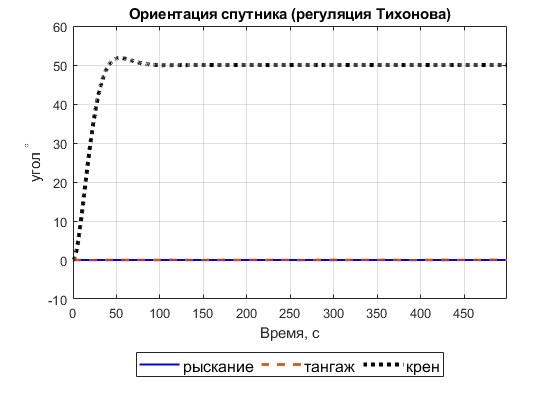 Ориентация спутника (регуляция Тихонова)
60
50
40
30
20
10
0
-10
угол °
0 50 100 150 200 250 300 350 400 450
Время, с
рыскание тангаж крен